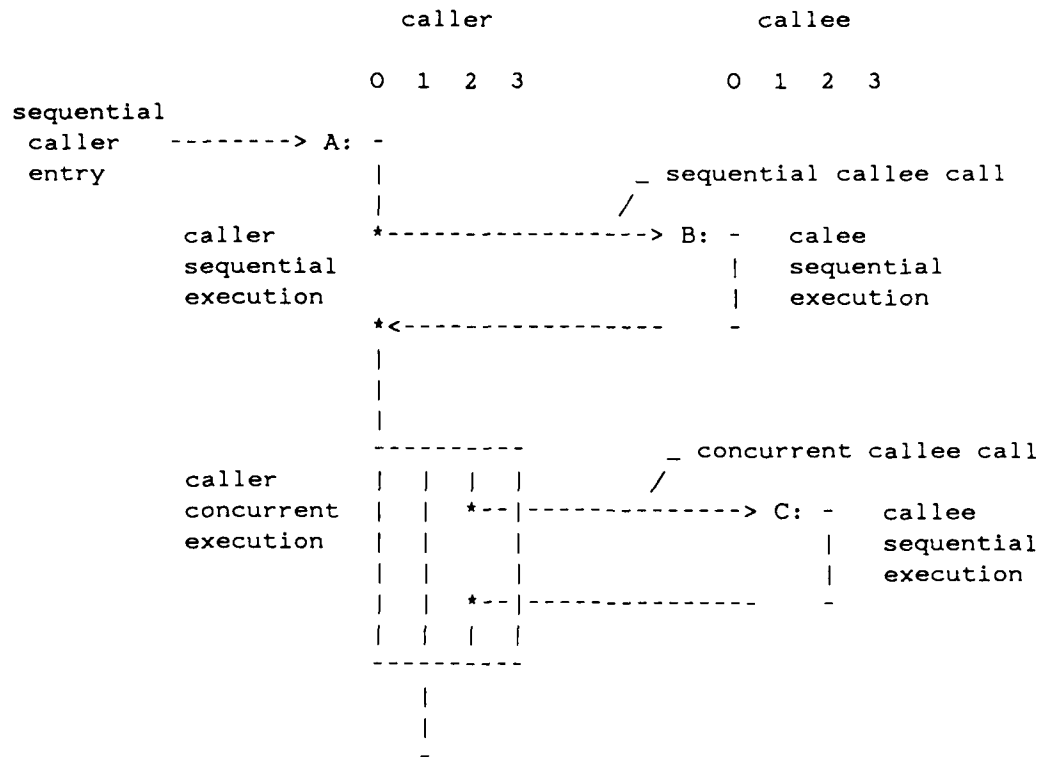 caller callee
0 1 2 3 0 1 2 3
sequential
caller --------> A: -
entry | _ sequential callee call
| /
caller *-----------------> B: - calee
sequential | sequential
execution | execution
*<---------------- -
|
|
|
------- _ concurrent callee call
caller | | | | /
concurrent | | *--|---------------> C: - callee
execution | | | | sequential
| | | | execution
| | *--|--------------- -
| | | |
-------
|
|
-